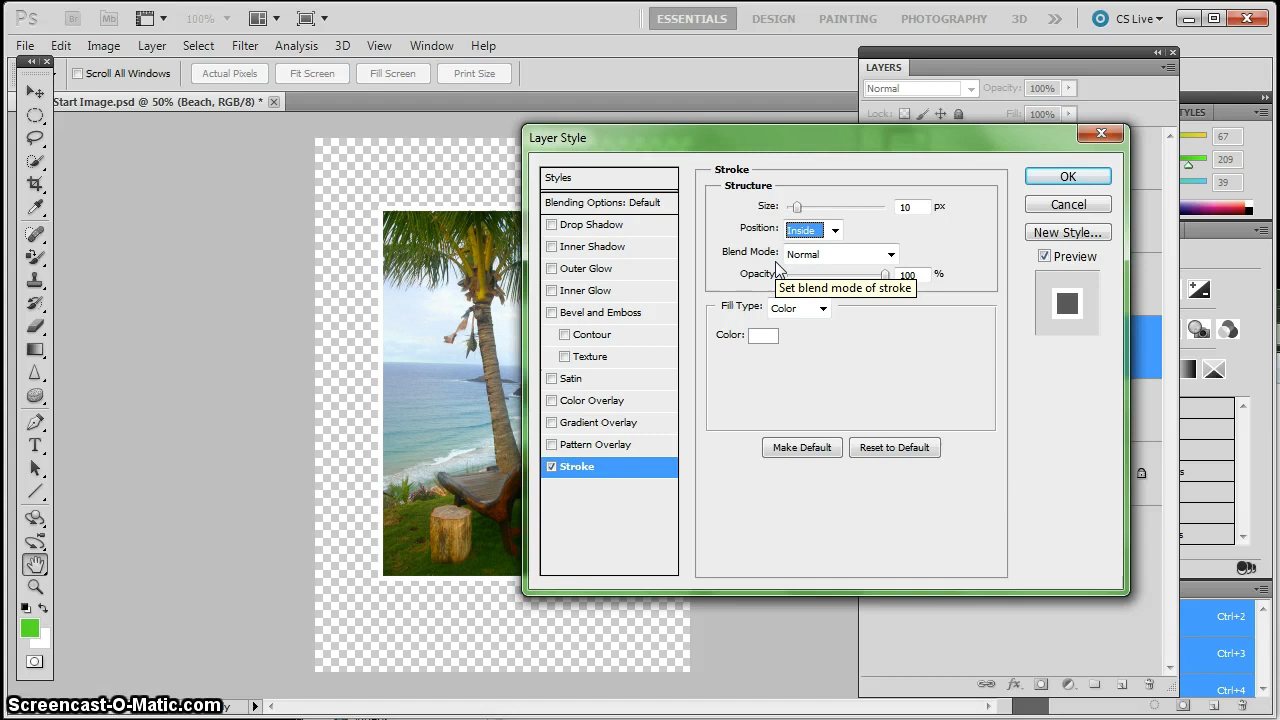 Ps Br Mb 100% ESSENTIALS DESIGN PAINTING PHOTOGRAPHY 3D CS Live
File Edit Image Layer Select Filter Analysis 3D View Window Help
Scroll All Windows Actual Pixels Fit Screen Fill Screen Print Size
LAYERS
Normal Opacity: 100%
Lock: Fill: 100%
Start Image.psd @ 50% (Beach, RGB/8) *
TYLES
67
209
39
Layer Style
Styles
Blending Options: Default
Drop Shadow
Inner Shadow
Outer Glow
Inner Glow
Bevel and Emboss
Contour
Texture
Satin
Color Overlay
Gradient Overlay
Pattern Overlay
Stroke
Stroke
Structure
Size: 10 px
Position: Inside
Blend Mode: Normal
Opacity 100 %
Set blend mode of stroke
Fill Type: Color
Color:
Make Default Reset to Default
OK
Cancel
New Style...
Preview
T
s
s
Ctrl+2
Ctrl+3
Ctrl+4
fx
Screencast-O-Matic.com